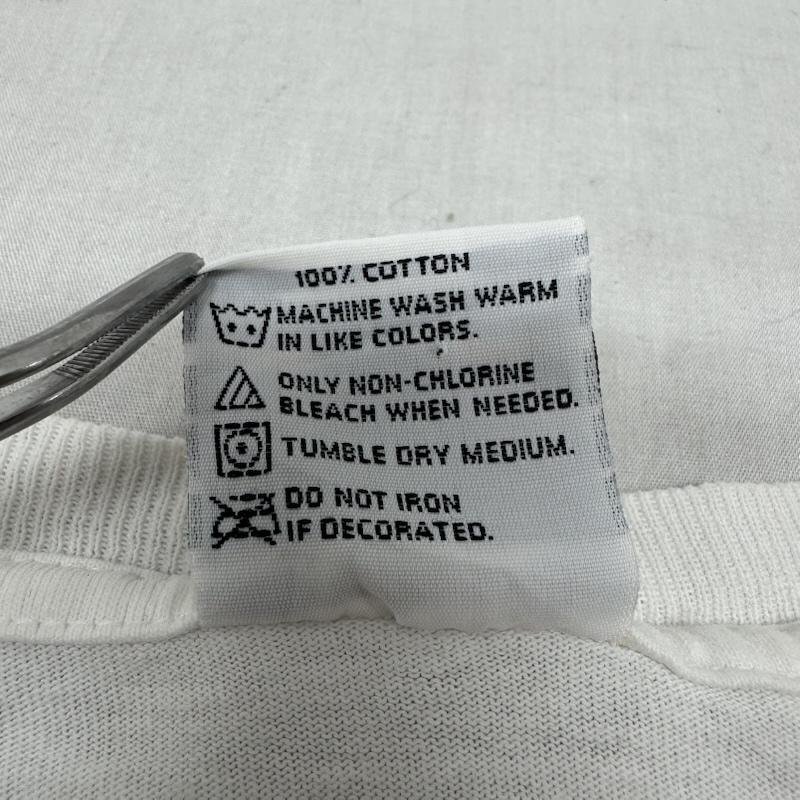 100% COTTON
MACHINE WASH WARM
IN LIKE COLORS.
ONLY NON-CHLORINE
BLEACH WHEN NEEDED.
TUMBLE DRY MEDIUM.
DO NOT IRON
IF DECORATED.